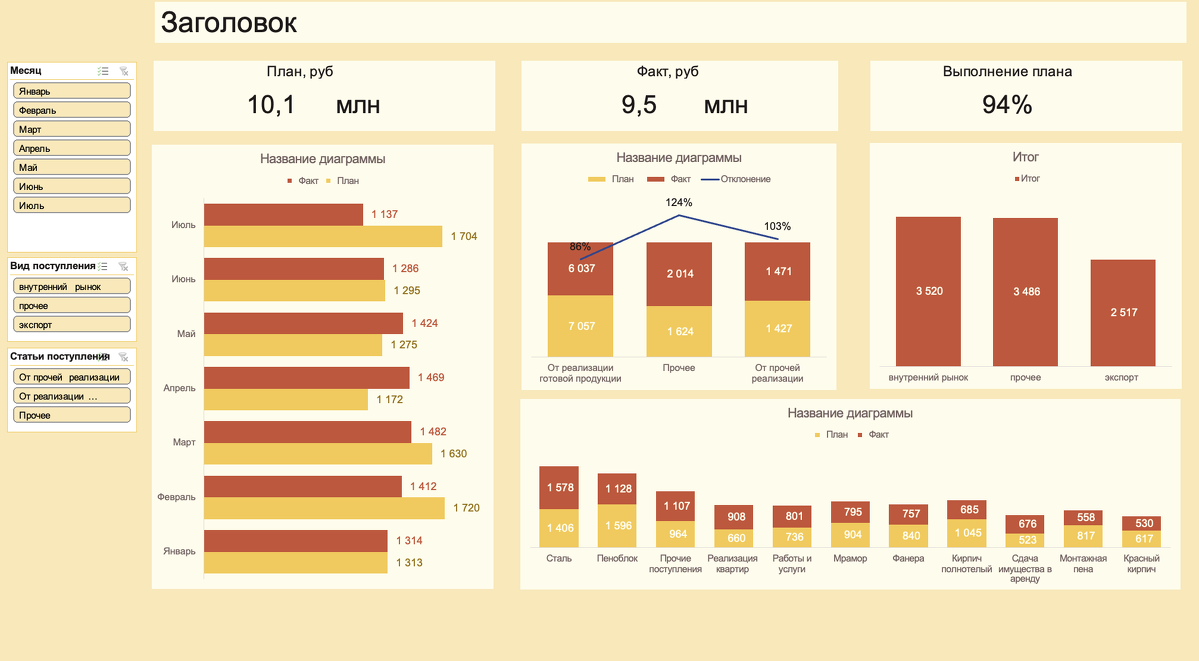 Заголовок
Месяц
Январь
Февраль
Март
Апрель
Май
Июнь
Июль
Вид поступления
внутренний рынок
прочее
экспорт
Статьи поступления
От прочей реализации
От реализации ...
Прочее
План, руб
10,1 млн
Факт, руб
9,5 млн
Выполнение плана
94%
Название диаграммы
Факт План
Июль 1 137
1 704
Июнь 1 286
1 295
Май 1 424
1 275
Апрель 1 469
1 172
Март 1 482
1 630
Февраль 1 412
1 720
Январь 1 314
1 313
Название диаграммы
План Факт Отклонение
86% 124% 103%
6 037 2 014 1 471
7 057 1 624 1 427
От реализации готовой продукции
Прочее
От прочей реализации
Итог
Итог
3 520 3 486 2 517
внутренний рынок прочее экспорт
Название диаграммы
План Факт
1 578 1 128 1 107 908 801 795 757 685 676 558 530
1 406 1 596 964 660 736 904 840 1 045 523 817 617
Сталь
Пеноблок
Прочие поступления
Реализация квартир
Работы и услуги
Мрамор
Фанера
Кирпич полнотелый
Сдача имущества в аренду
Монтажная пена
Красный кирпич